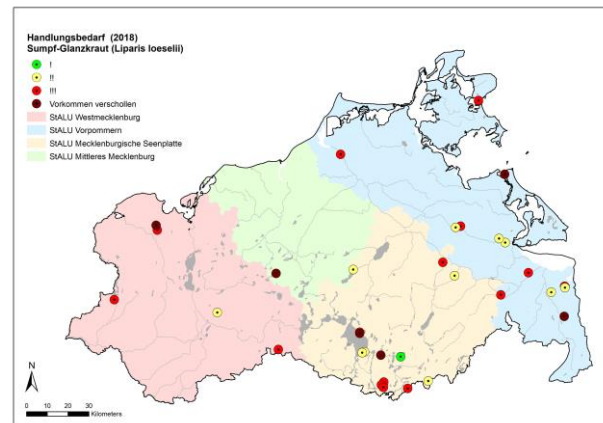 Handlungsbedarf (2018)
Sumpf-Glanzkraut (Liparis loeselii)
!
!!
!!!
Vorkommen verschollen
StALU Westmecklenburg
StALU Vorpommern
StALU Mecklenburgische Seenplatte
StALU Mittleres Mecklenburg
N
0 5 10 20 30
Kilometers